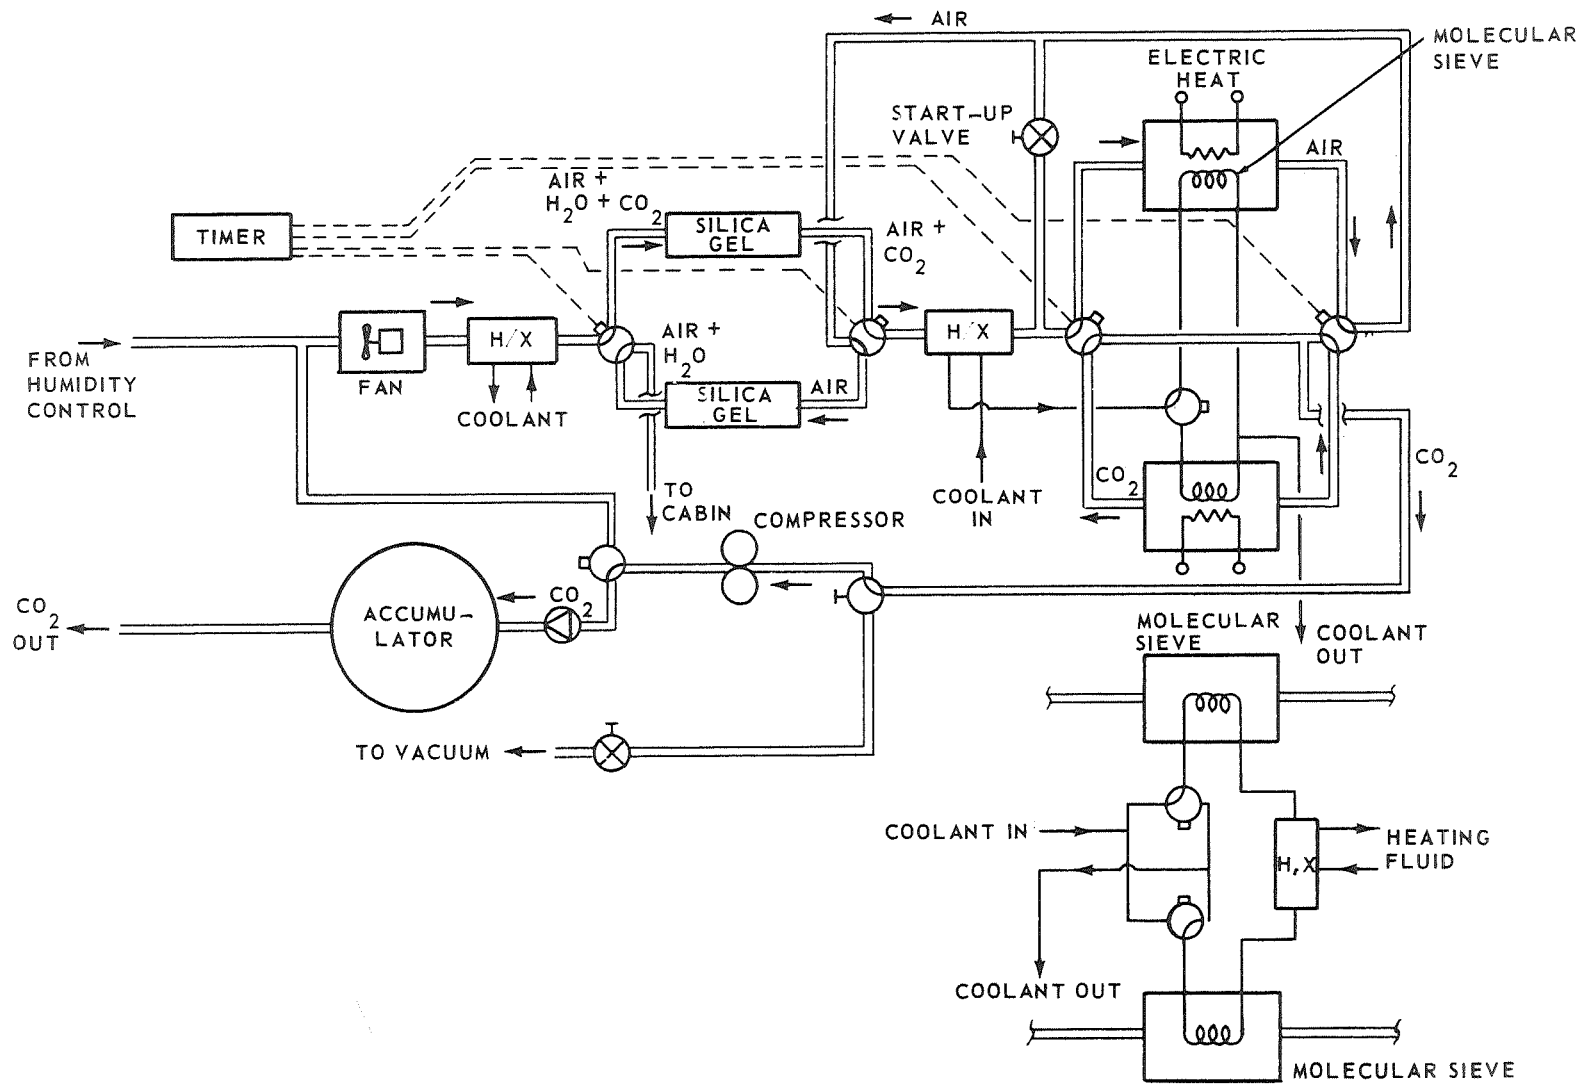 AIR
MOLECULAR
SIEVE
ELECTRIC
HEAT
START-UP
VALVE
AIR
AIR +
H2O + CO2
SILICA
GEL
AIR +
CO2
TIMER
FROM
HUMIDITY
CONTROL
FAN
H/X
COOLANT
AIR +
H2O
SILICA
GEL
AIR
H/X
TO
CABIN
COOLANT
IN
CO2
CO2
COMPRESSOR
CO2
OUT
ACCUMU-
LATOR
CO2
COOLANT
OUT
TO VACUUM
MOLECULAR
SIEVE
COOLANT IN
H,X
HEATING
FLUID
COOLANT OUT
MOLECULAR SIEVE